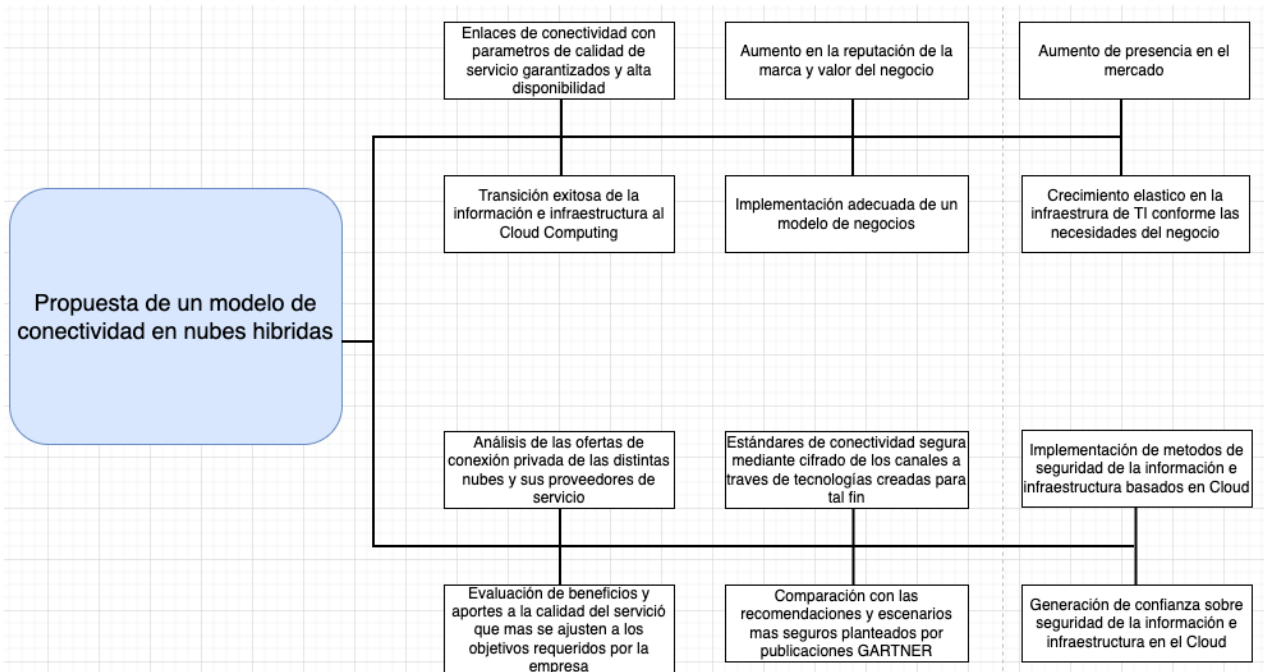 Enlaces de conectividad con
parametros de calidad de
servicio garantizados y alta
disponibilidad
Aumento en la reputación de la
marca y valor del negocio
Aumento de presencia en el
mercado
Transición exitosa de la
información e infraestructura al
Cloud Computing
Implementación adecuada de un
modelo de negocios
Crecimiento elastico en la
infraestrura de TI conforme las
necesidades del negocio
Propuesta de un modelo de
conectividad en nubes hibridas
Análisis de las ofertas de
conexión privada de las distintas
nubes y sus proveedores de
servicio
Estándares de conectividad segura
mediante cifrado de los canales a
traves de tecnologías creadas para
tal fin
Implementación de metodos de
seguridad de la información e
infraestructura basados en Cloud
Evaluación de beneficios y
aportes a la calidad del servició
que mas se ajusten a los
objetivos requeridos por la
empresa
Comparación con las
recomendaciones y escenarios
mas seguros planteados por
publicaciones GARTNER
Generación de confianza sobre
seguridad de la información e
infraestructura en el Cloud